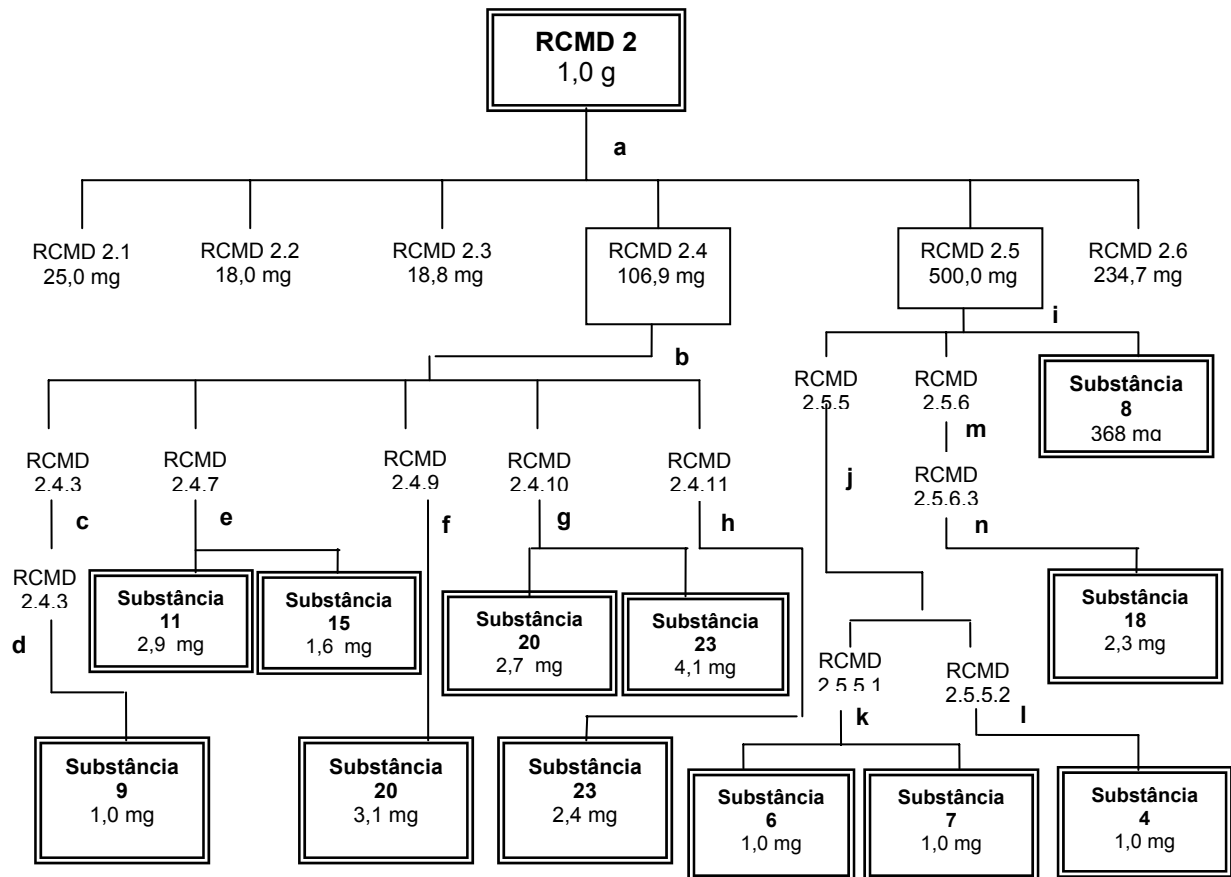 RCMD 2
1,0 g
a
RCMD 2.1
25,0 mg
RCMD 2.2
18,0 mg
RCMD 2.3
18,8 mg
RCMD 2.4
106,9 mg
RCMD 2.5
500,0 mg
RCMD 2.6
234,7 mg
b
i
RCMD
2.4.3
RCMD
2.4.7
RCMD
2.4.9
RCMD
2.4.10
RCMD
2.4.11
RCMD
2.5.5
RCMD
2.5.6
Substância
8
368 mg
m
RCMD
2.5.6.3
j
n
c
e
f
g
h
RCMD
2.4.3
d
Substância
11
2,9 mg
Substância
15
1,6 mg
Substância
20
2,7 mg
Substância
23
4,1 mg
Substância
18
2,3 mg
RCMD
2.5.5.1
RCMD
2.5.5.2
k
l
Substância
9
1,0 mg
Substância
20
3,1 mg
Substância
23
2,4 mg
Substância
6
1,0 mg
Substância
7
1,0 mg
Substância
4
1,0 mg